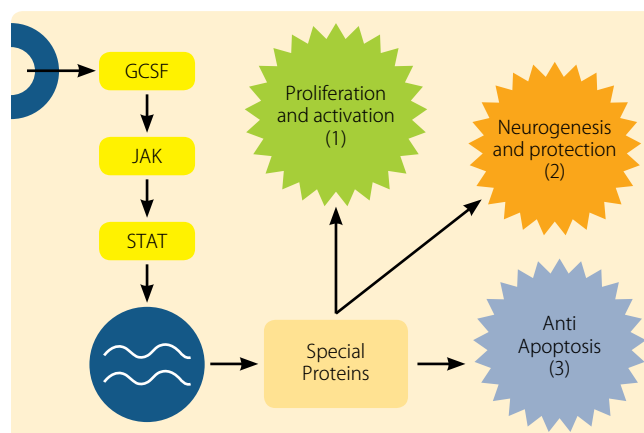 GCSF
JAK
STAT
Proliferation
and activation
(1)
Neurogenesis
and protection
(2)
Special
Proteins
Anti
Apoptosis
(3)